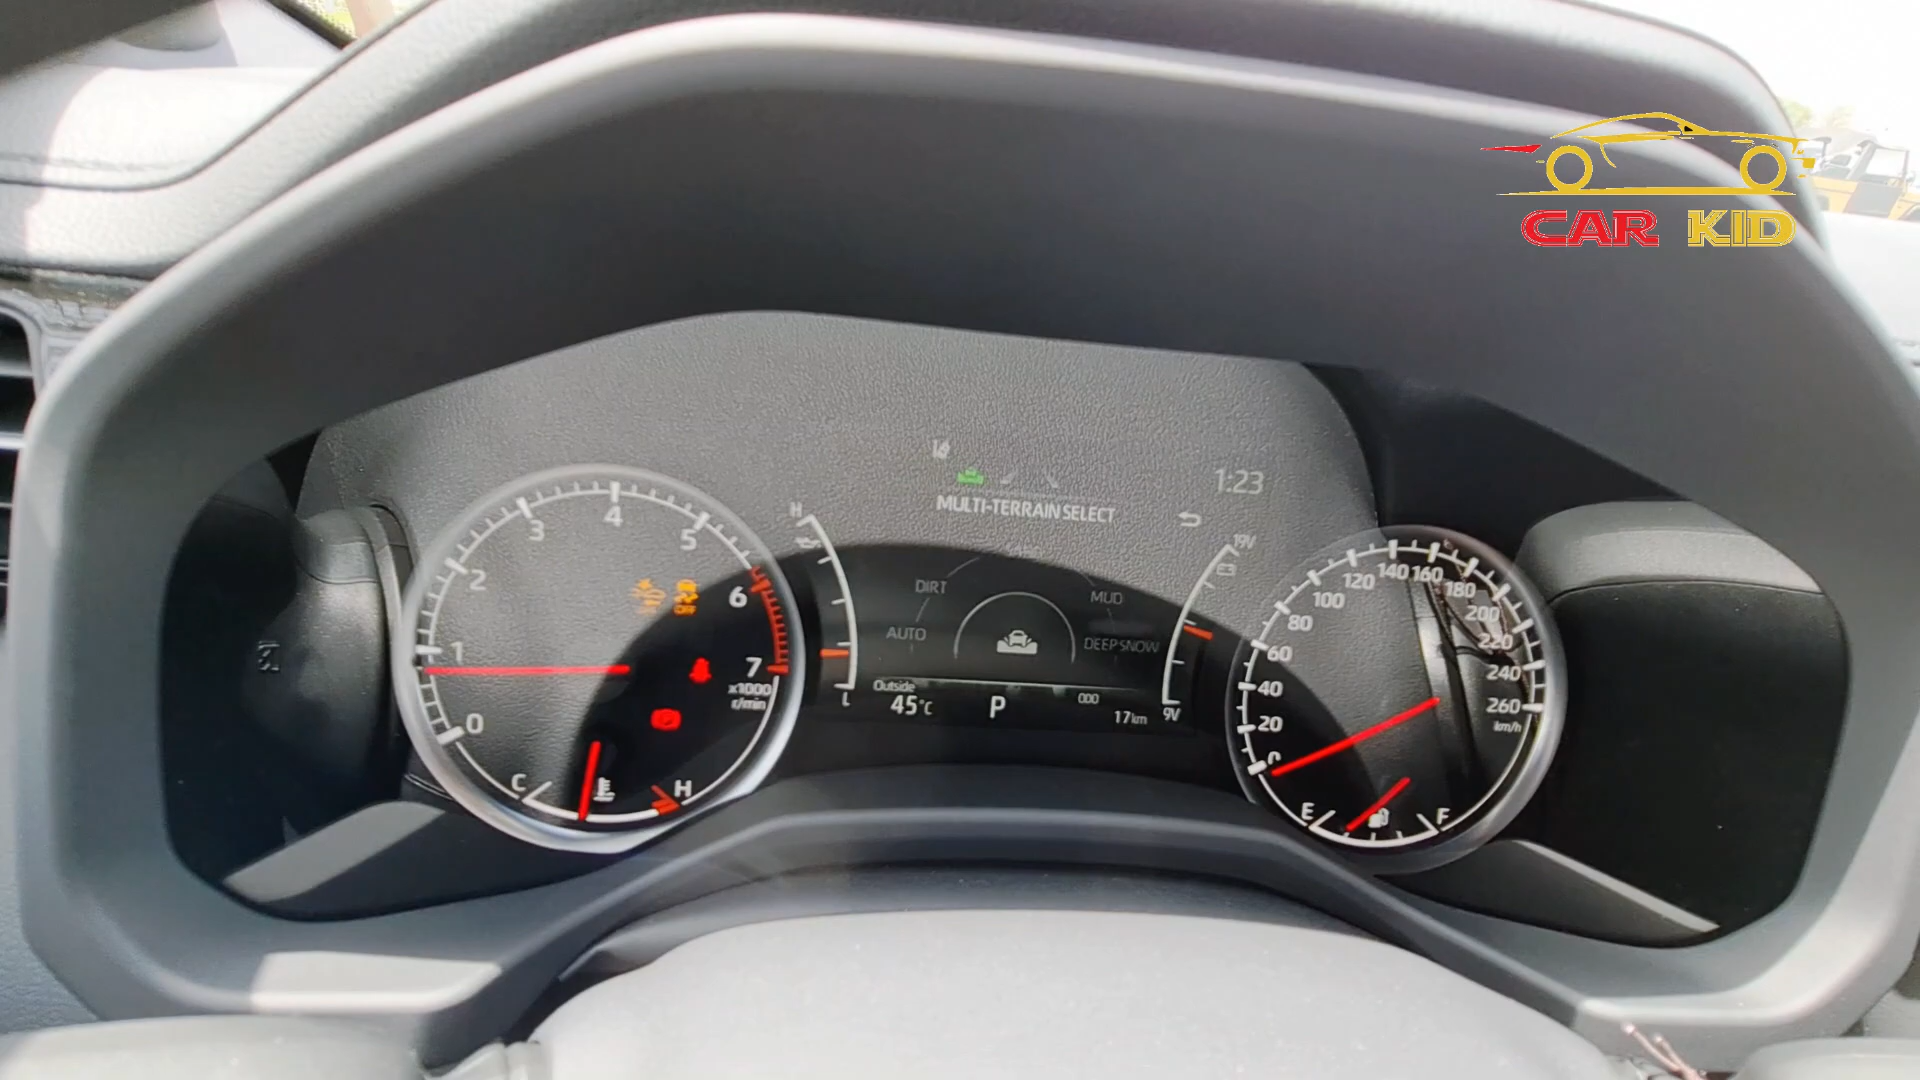 CAR KID
1:23
MULTI-TERRAIN SELECT
DIRT
MUD
AUTO
DEEP SNOW
Outside
45°C
P
000
17km
0
1
2
3
4
5
6
7
x1000
r/min
C
E
H
H
L
19V
9V
0
20
40
60
80
100
120
140
160
180
200
220
240
260
km/h
E
F
OFF